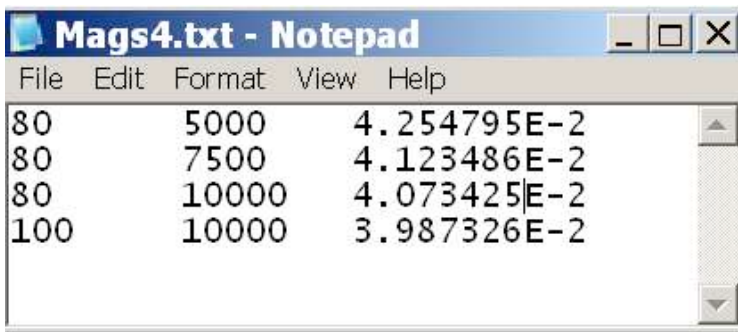 Mags4.txt - Notepad
File Edit Format View Help
80 5000 4.254795E-2
80 7500 4.123486E-2
80 10000 4.073425E-2
100 10000 3.987326E-2